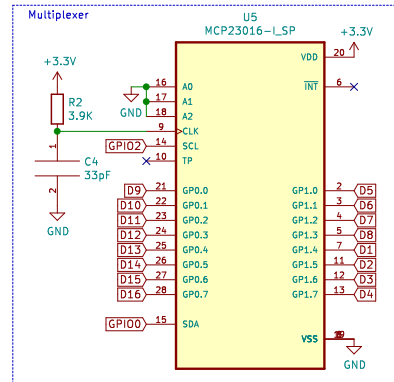 Multiplexer
U5
MCP23016-I_SP
+3.3V
+3.3V
R2
3.9K
1
C4
33pF
2
GND
GND
16 A0
17 A1
18 A2
9 CLK
GPIO2 14 SCL
10 TP
D9 21 GP0.0
D10 22 GP0.1
D11 23 GP0.2
D12 24 GP0.3
D13 25 GP0.4
D14 26 GP0.5
D15 27 GP0.6
D16 28 GP0.7
GPIO0 15 SDA
VDD 20
INT 6
GP1.0 2 D5
GP1.1 3 D6
GP1.2 4 D7
GP1.3 5 D8
GP1.4 7 D1
GP1.5 11 D2
GP1.6 12 D3
GP1.7 13 D4
VSS
GND